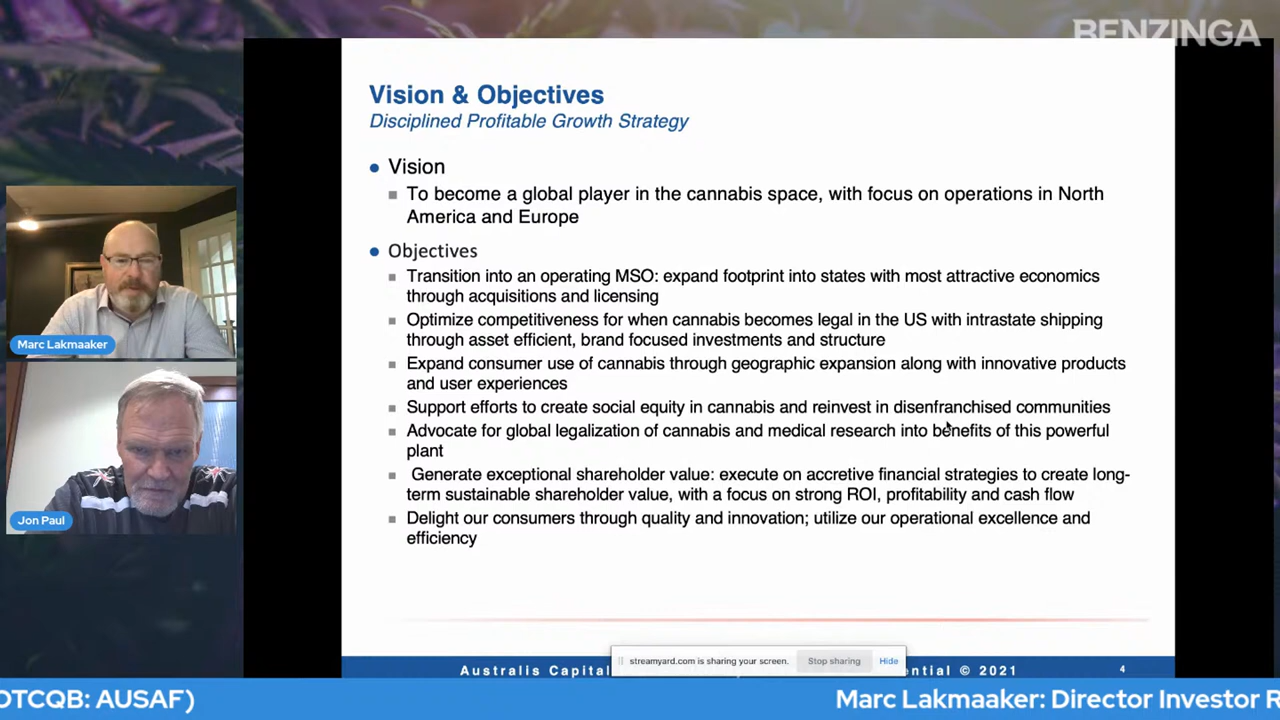 BENZINGA
Vision & Objectives
Disciplined Profitable Growth Strategy
● Vision
■ To become a global player in the cannabis space, with focus on operations in North
America and Europe
● Objectives
■ Transition into an operating MSO: expand footprint into states with most attractive economics
through acquisitions and licensing
■ Optimize competitiveness for when cannabis becomes legal in the US with intrastate shipping
through asset efficient, brand focused investments and structure
■ Expand consumer use of cannabis through geographic expansion along with innovative products
and user experiences
■ Support efforts to create social equity in cannabis and reinvest in disenfranchised communities
■ Advocate for global legalization of cannabis and medical research into benefits of this powerful
plant
■ Generate exceptional shareholder value: execute on accretive financial strategies to create long-
term sustainable shareholder value, with a focus on strong ROI, profitability and cash flow
■ Delight our consumers through quality and innovation; utilize our operational excellence and
efficiency
Marc Lakmaaker
Jon Paul
streamyard.com is sharing your screen. Stop sharing Hide
Australis Capital ential © 2021 4
OTCQB: AUSAF) Marc Lakmaaker: Director Investor R